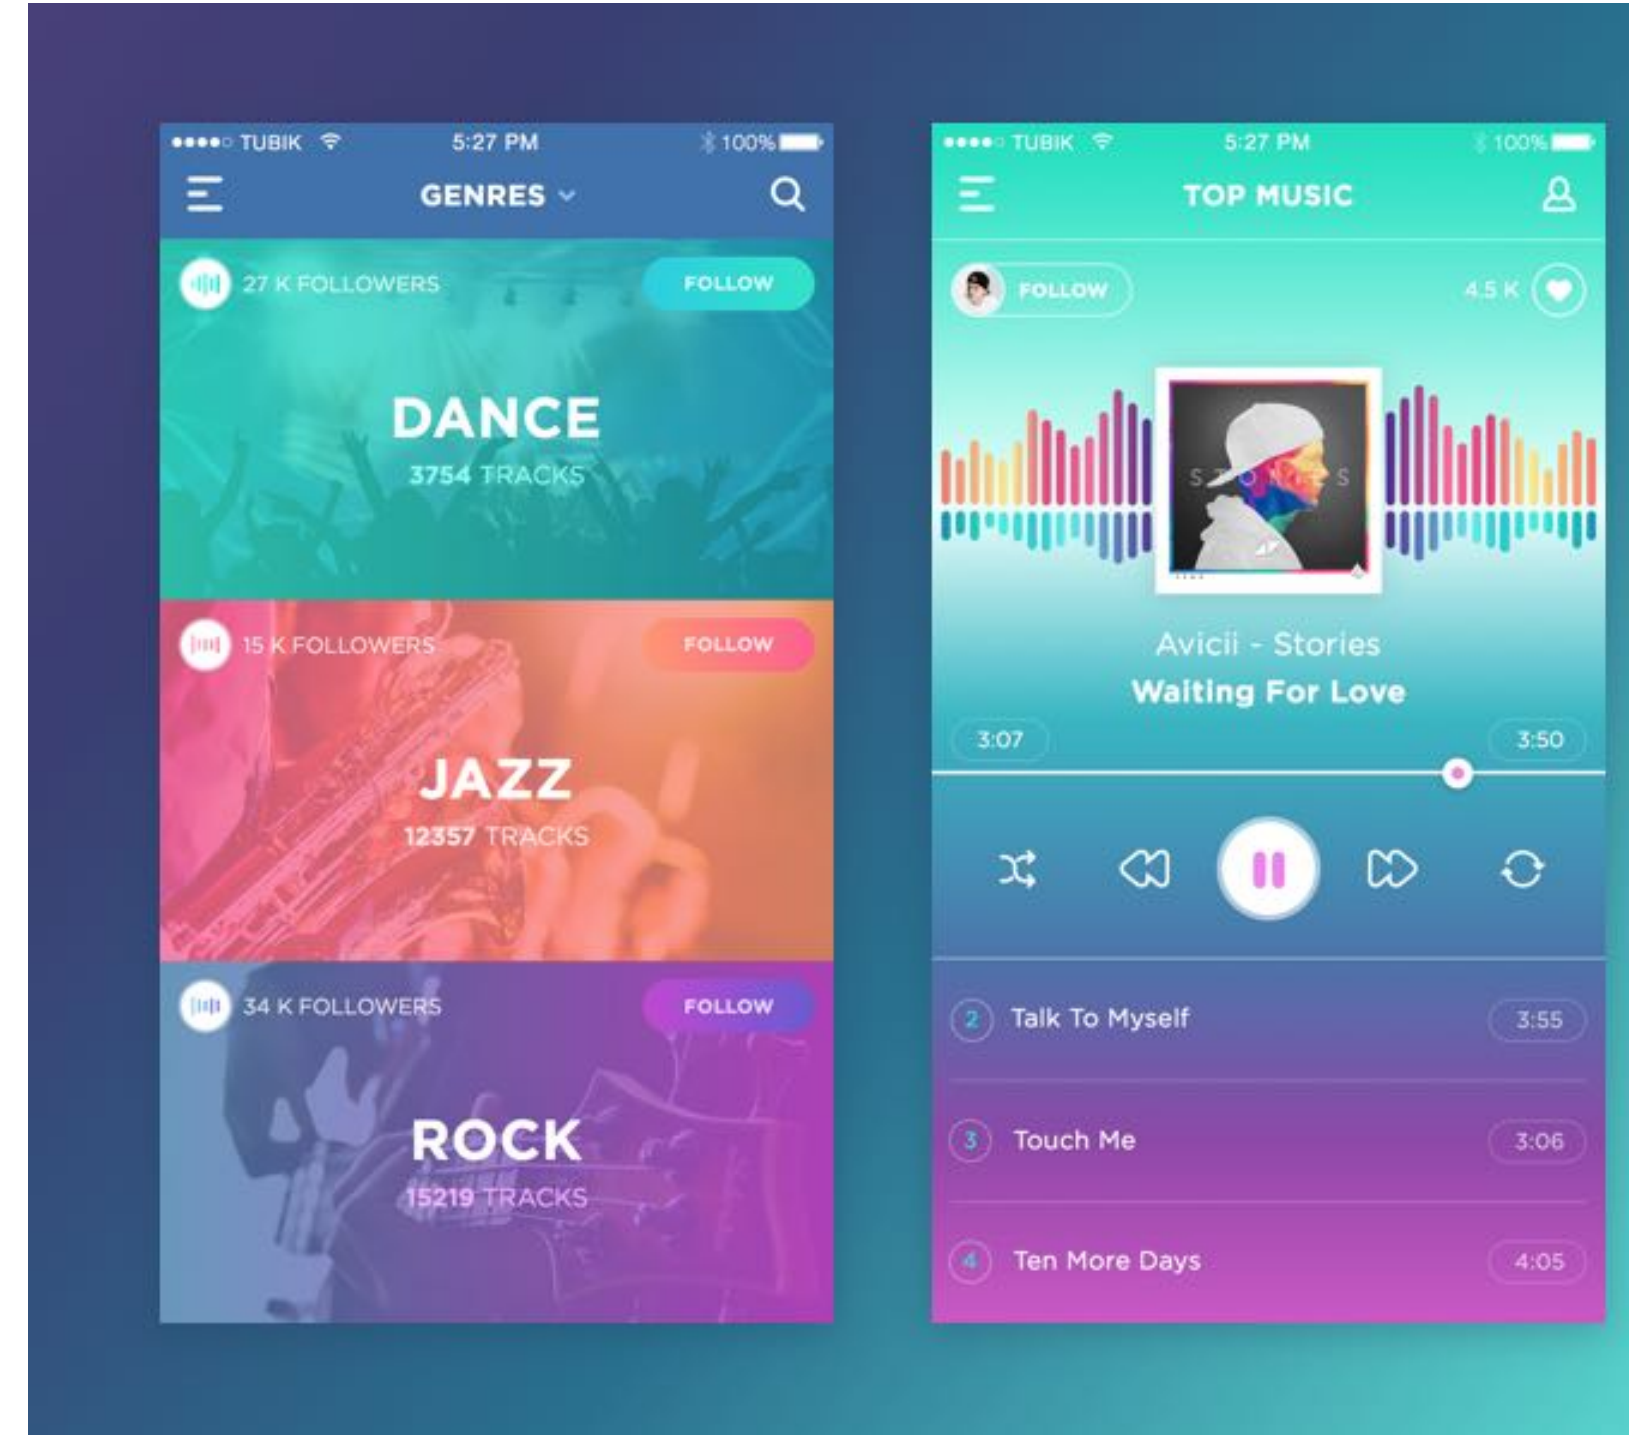 TUBIK 5:27 PM 100%
GENRES
27 K FOLLOWERS FOLLOW
DANCE
3754 TRACKS
15 K FOLLOWERS FOLLOW
JAZZ
12357 TRACKS
34 K FOLLOWERS FOLLOW
ROCK
15219 TRACKS
TUBIK 5:27 PM 100%
TOP MUSIC
FOLLOW 4.5 K
STORIES
Avicii - Stories
Waiting For Love
3:07 3:50
2 Talk To Myself 3:55
3 Touch Me 3:06
4 Ten More Days 4:05